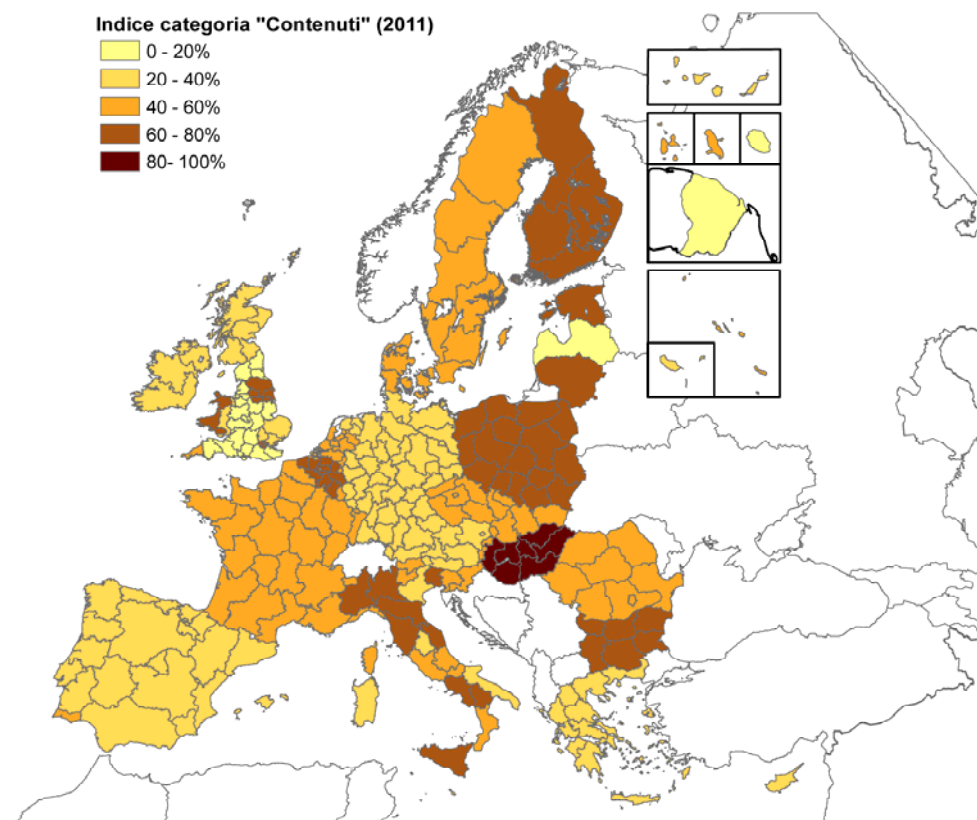 Indice categoria "Contenuti" (2011)
0 - 20%
20 - 40%
40 - 60%
60 - 80%
80- 100%